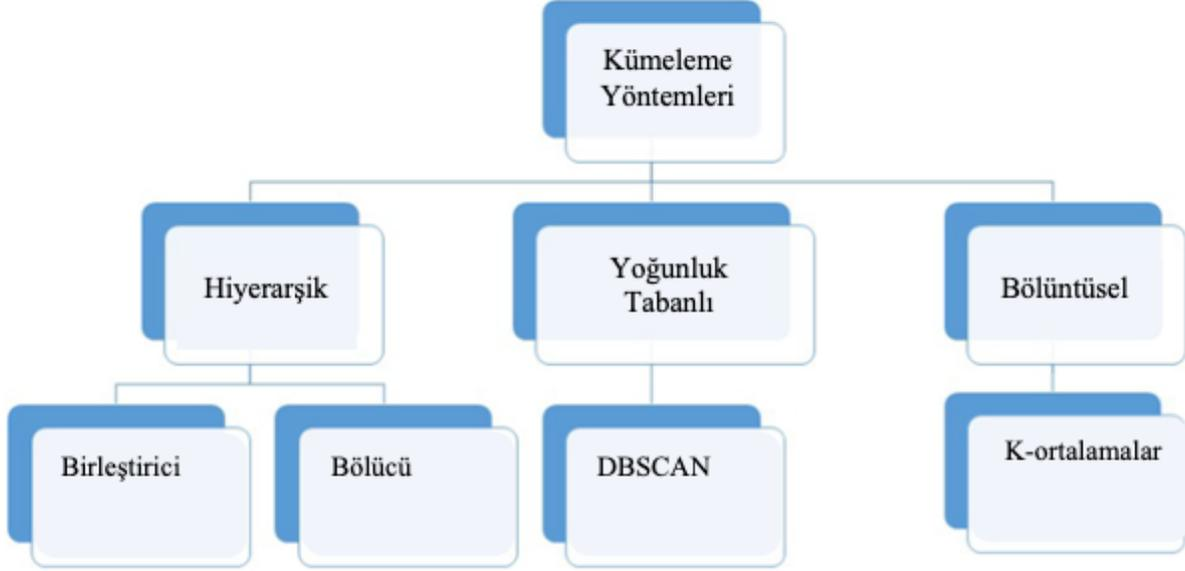 Kümeleme
Yöntemleri
Hiyerarşik
Yoğunluk
Tabanlı
Bölüntüsel
Birleştirici
Bölücü
DBSCAN
K-ortalamalar